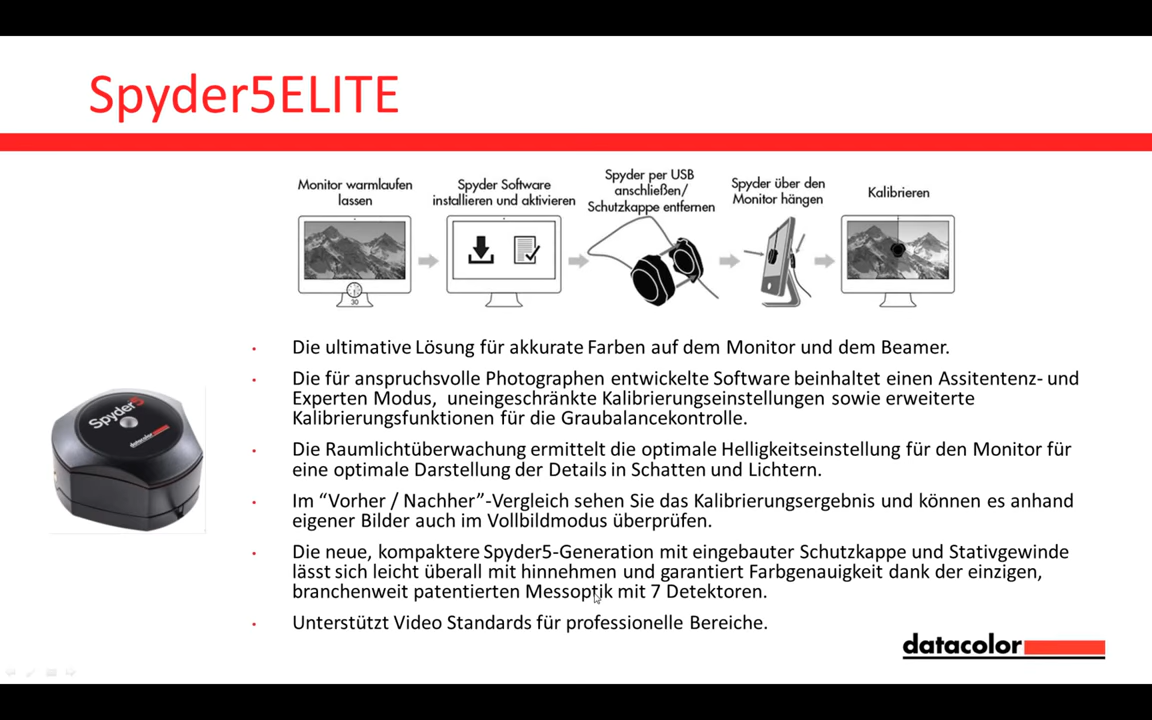 Spyder5ELITE
Monitor warmlaufen
lassen
Spyder Software
installieren und aktivieren
Spyder per USB
anschließen/
Schutzkappe entfernen
Spyder über den
Monitor hängen
Kalibrieren
30
• Die ultimative Lösung für akkurate Farben auf dem Monitor und dem Beamer.
• Die für anspruchsvolle Photographen entwickelte Software beinhaltet einen Assitentenz- und
Experten Modus, uneingeschränkte Kalibrierungseinstellungen sowie erweiterte
Kalibrierungsfunktionen für die Graubalancekontrolle.
• Die Raumlichtüberwachung ermittelt die optimale Helligkeitseinstellung für den Monitor für
eine optimale Darstellung der Details in Schatten und Lichtern.
• Im “Vorher / Nachher”-Vergleich sehen Sie das Kalibrierungsergebnis und können es anhand
eigener Bilder auch im Vollbildmodus überprüfen.
• Die neue, kompaktere Spyder5-Generation mit eingebauter Schutzkappe und Stativgewinde
lässt sich leicht überall mit hinnehmen und garantiert Farbgenauigkeit dank der einzigen,
branchenweit patentierten Messoptik mit 7 Detektoren.
• Unterstützt Video Standards für professionelle Bereiche.
Spyder5
datacolor
datacolor